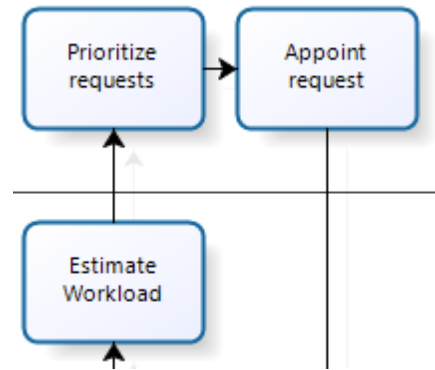 Prioritize
requests
Appoint
request
Estimate
Workload